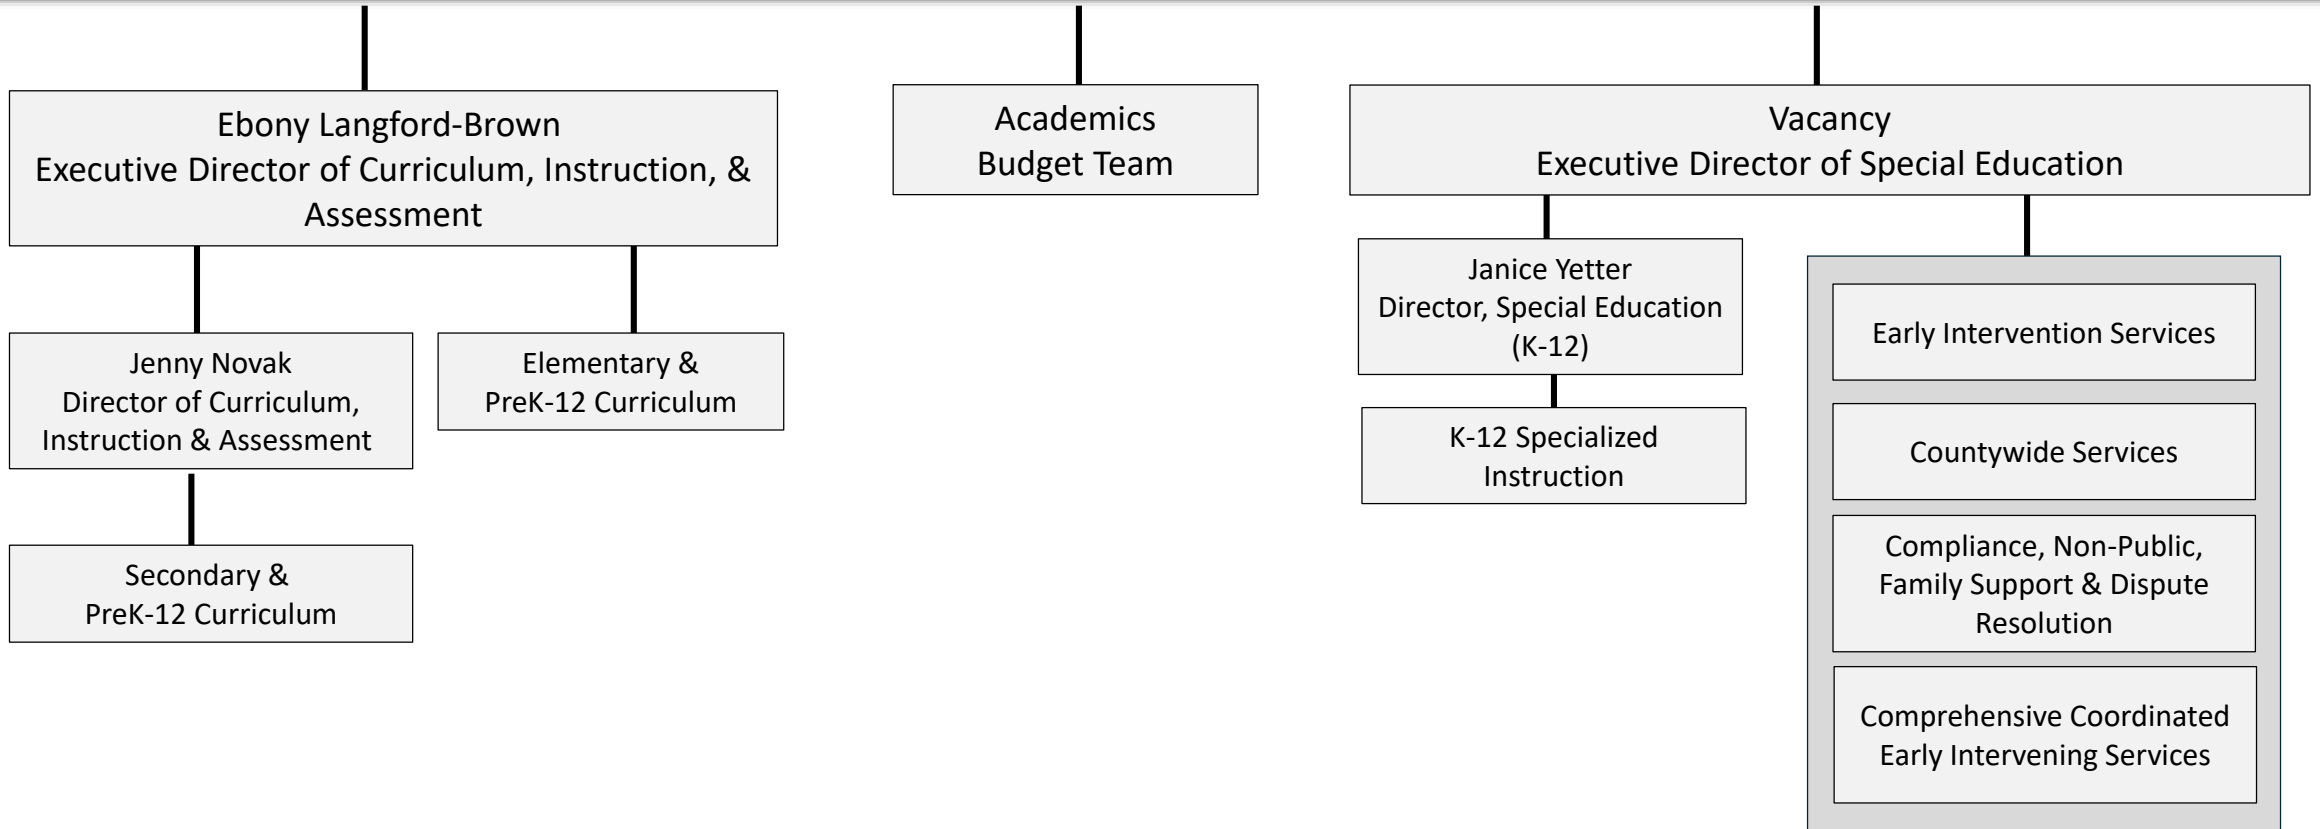 Ebony Langford-Brown
Executive Director of Curriculum, Instruction, &
Assessment
Academics
Budget Team
Vacancy
Executive Director of Special Education
Jenny Novak
Director of Curriculum,
Instruction & Assessment
Elementary &
PreK-12 Curriculum
Secondary &
PreK-12 Curriculum
Janice Yetter
Director, Special Education
(K-12)
K-12 Specialized
Instruction
Early Intervention Services
Countywide Services
Compliance, Non-Public,
Family Support & Dispute
Resolution
Comprehensive Coordinated
Early Intervening Services